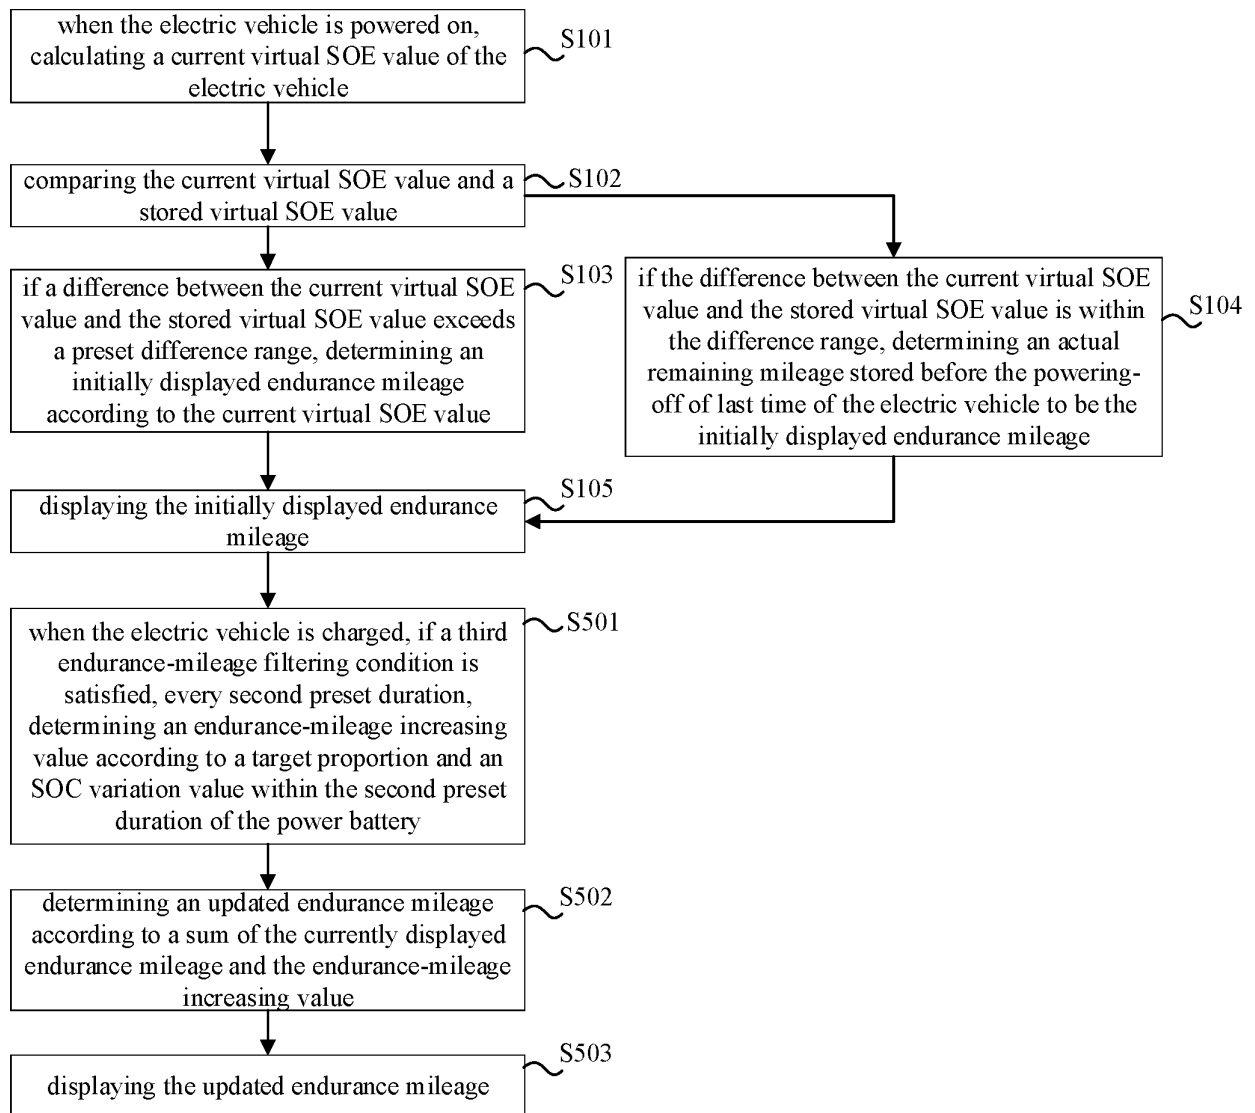 when the electric vehicle is powered on,
calculating a current virtual SOE value of the
electric vehicle
S101
comparing the current virtual SOE value and a
stored virtual SOE value
S102
if a difference between the current virtual SOE
value and the stored virtual SOE value exceeds
a preset difference range, determining an
initially displayed endurance mileage
according to the current virtual SOE value
S103
if the difference between the current virtual SOE
value and the stored virtual SOE value is within
the difference range, determining an actual
remaining mileage stored before the powering-
off of last time of the electric vehicle to be the
initially displayed endurance mileage
S104
displaying the initially displayed endurance
mileage
S105
when the electric vehicle is charged, if a third
endurance-mileage filtering condition is
satisfied, every second preset duration,
determining an endurance-mileage increasing
value according to a target proportion and an
SOC variation value within the second preset
duration of the power battery
S501
determining an updated endurance mileage
according to a sum of the currently displayed
endurance mileage and the endurance-mileage
increasing value
S502
displaying the updated endurance mileage
S503